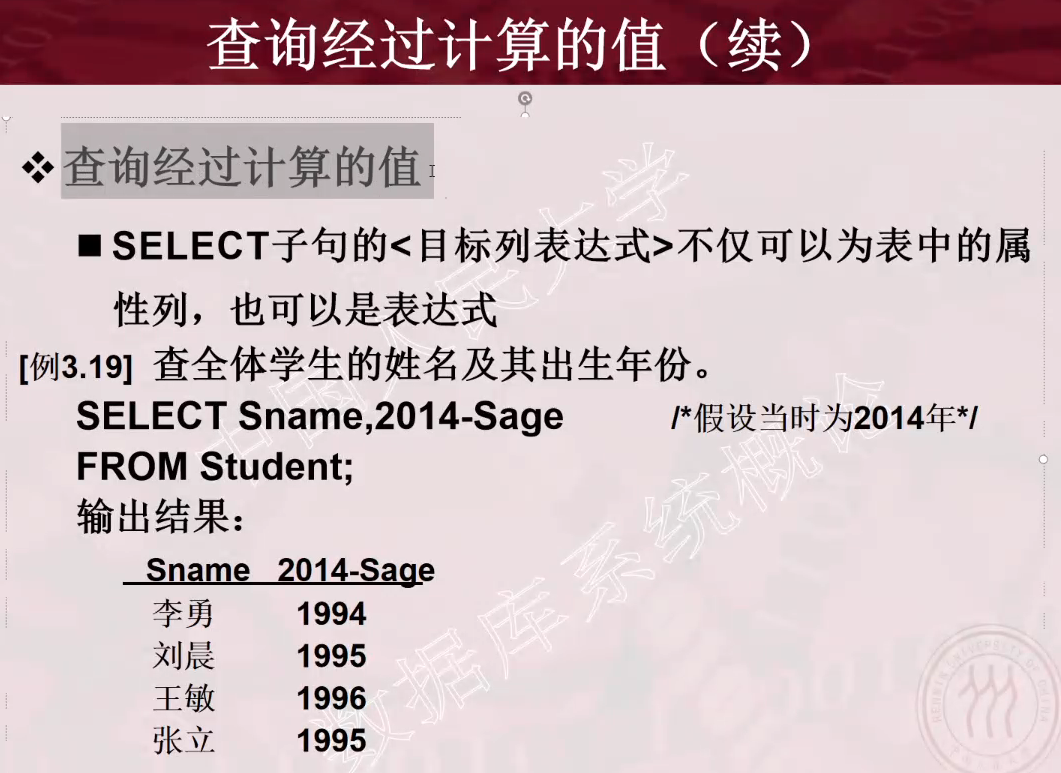 查询经过计算的值（续）
查询经过计算的值
SELECT子句的<目标列表达式>不仅可以为表中的属
性列，也可以是表达式
[例3.19] 查全体学生的姓名及其出生年份。
SELECT Sname,2014-Sage /*假设当时为2014年*/
FROM Student;
输出结果：
Sname 2014-Sage
李勇 1994
刘晨 1995
王敏 1996
张立 1995
中国人民大学
数据库系统概论